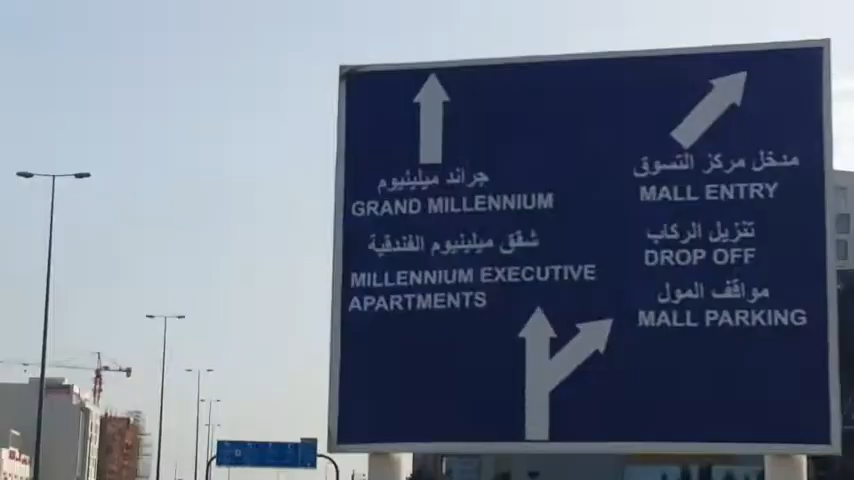 جراند ميلينيوم
GRAND MILLENNIUM
شقق ميلينيوم الفندقية
MILLENNIUM EXECUTIVE
APARTMENTS
مدخل مركز التسوق
MALL ENTRY
تنزيل الركاب
DROP OFF
مواقف المول
MALL PARKING